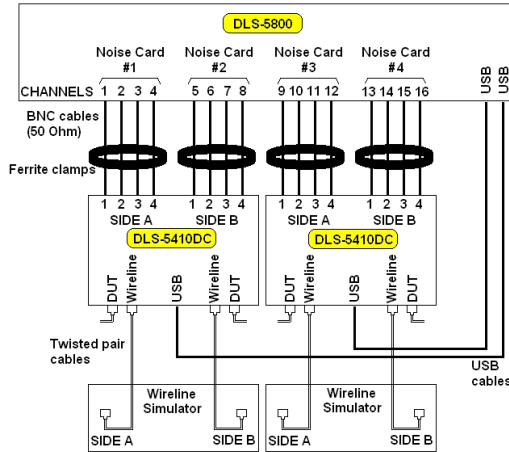 DLS-5800
Noise Card #1
Noise Card #2
Noise Card #3
Noise Card #4
USB
USB
CHANNELS 1 2 3 4 5 6 7 8 9 10 11 12 13 14 15 16
BNC cables
(50 Ohm)
Ferrite clamps
1 2 3 4 1 2 3 4 1 2 3 4 1 2 3 4
SIDE A SIDE B SIDE A SIDE B
DLS-5410DC DLS-5410DC
DUT Wireline USB Wireline DUT DUT Wireline USB Wireline DUT
Twisted pair
cables
USB
cables
Wireline
Simulator
Wireline
Simulator
SIDE A SIDE B SIDE A SIDE B